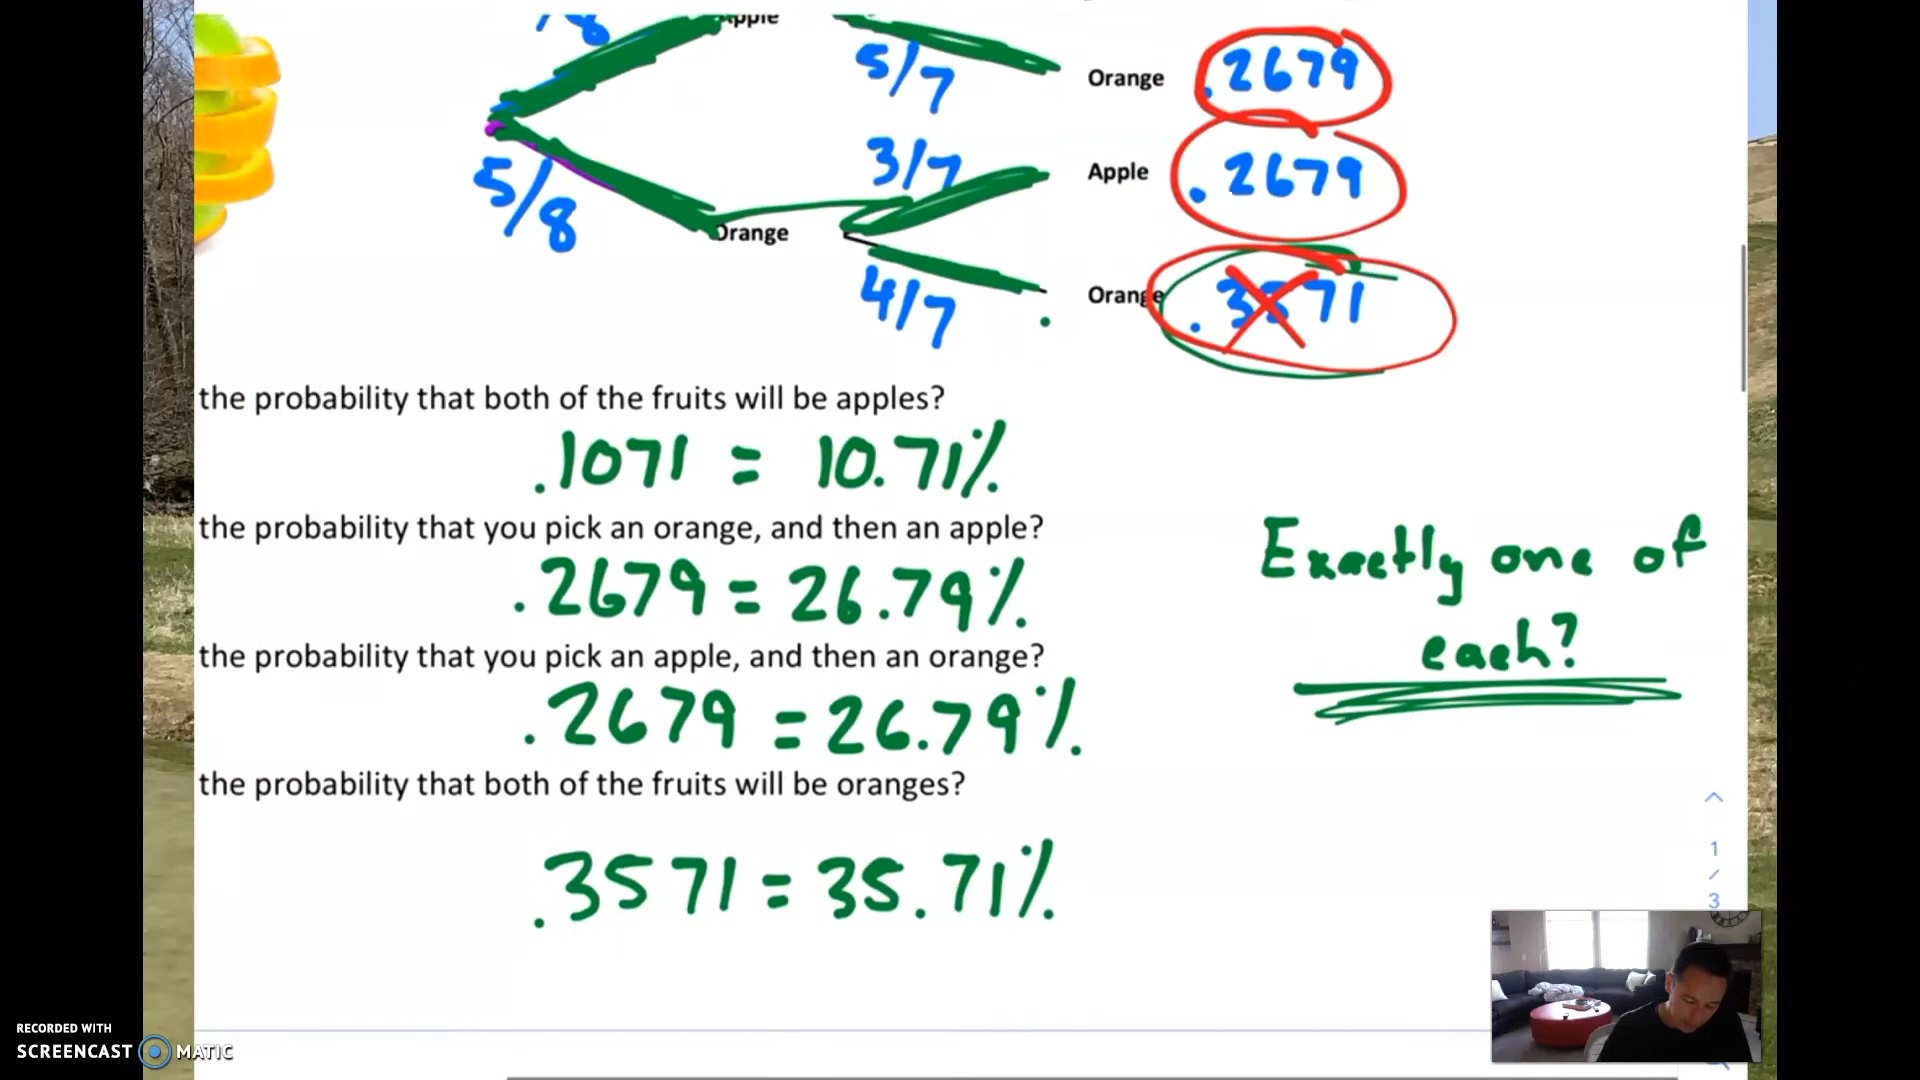 /8
Apple
5/7
Orange
.2679
3/7
Apple
.2679
5/8
Orange
4/7
Orange
.3571
the probability that both of the fruits will be apples?
.1071 = 10.71%
the probability that you pick an orange, and then an apple?
Exactly one of
each?
.2679 = 26.79%
the probability that you pick an apple, and then an orange?
.2679 = 26.79%
the probability that both of the fruits will be oranges?
.3571 = 35.71%
1
/
3
RECORDED WITH
SCREENCAST MATIC